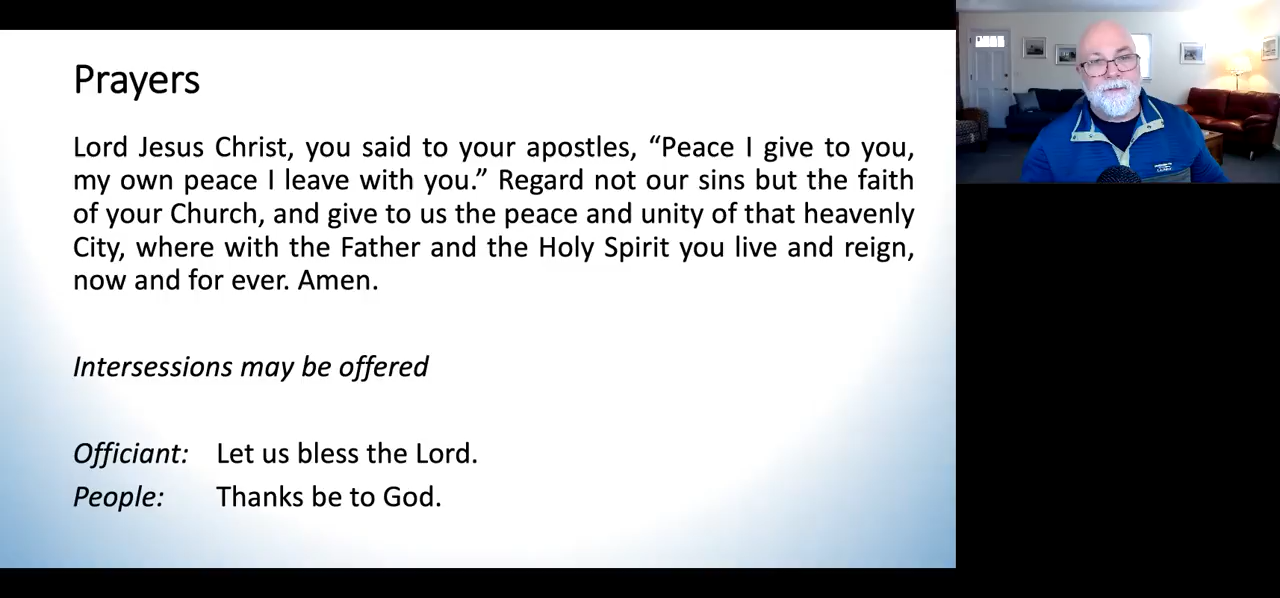 Prayers
Lord Jesus Christ, you said to your apostles, “Peace I give to you,
my own peace I leave with you.” Regard not our sins but the faith
of your Church, and give to us the peace and unity of that heavenly
City, where with the Father and the Holy Spirit you live and reign,
now and for ever. Amen.
Intersessions may be offered
Officiant: Let us bless the Lord.
People: Thanks be to God.